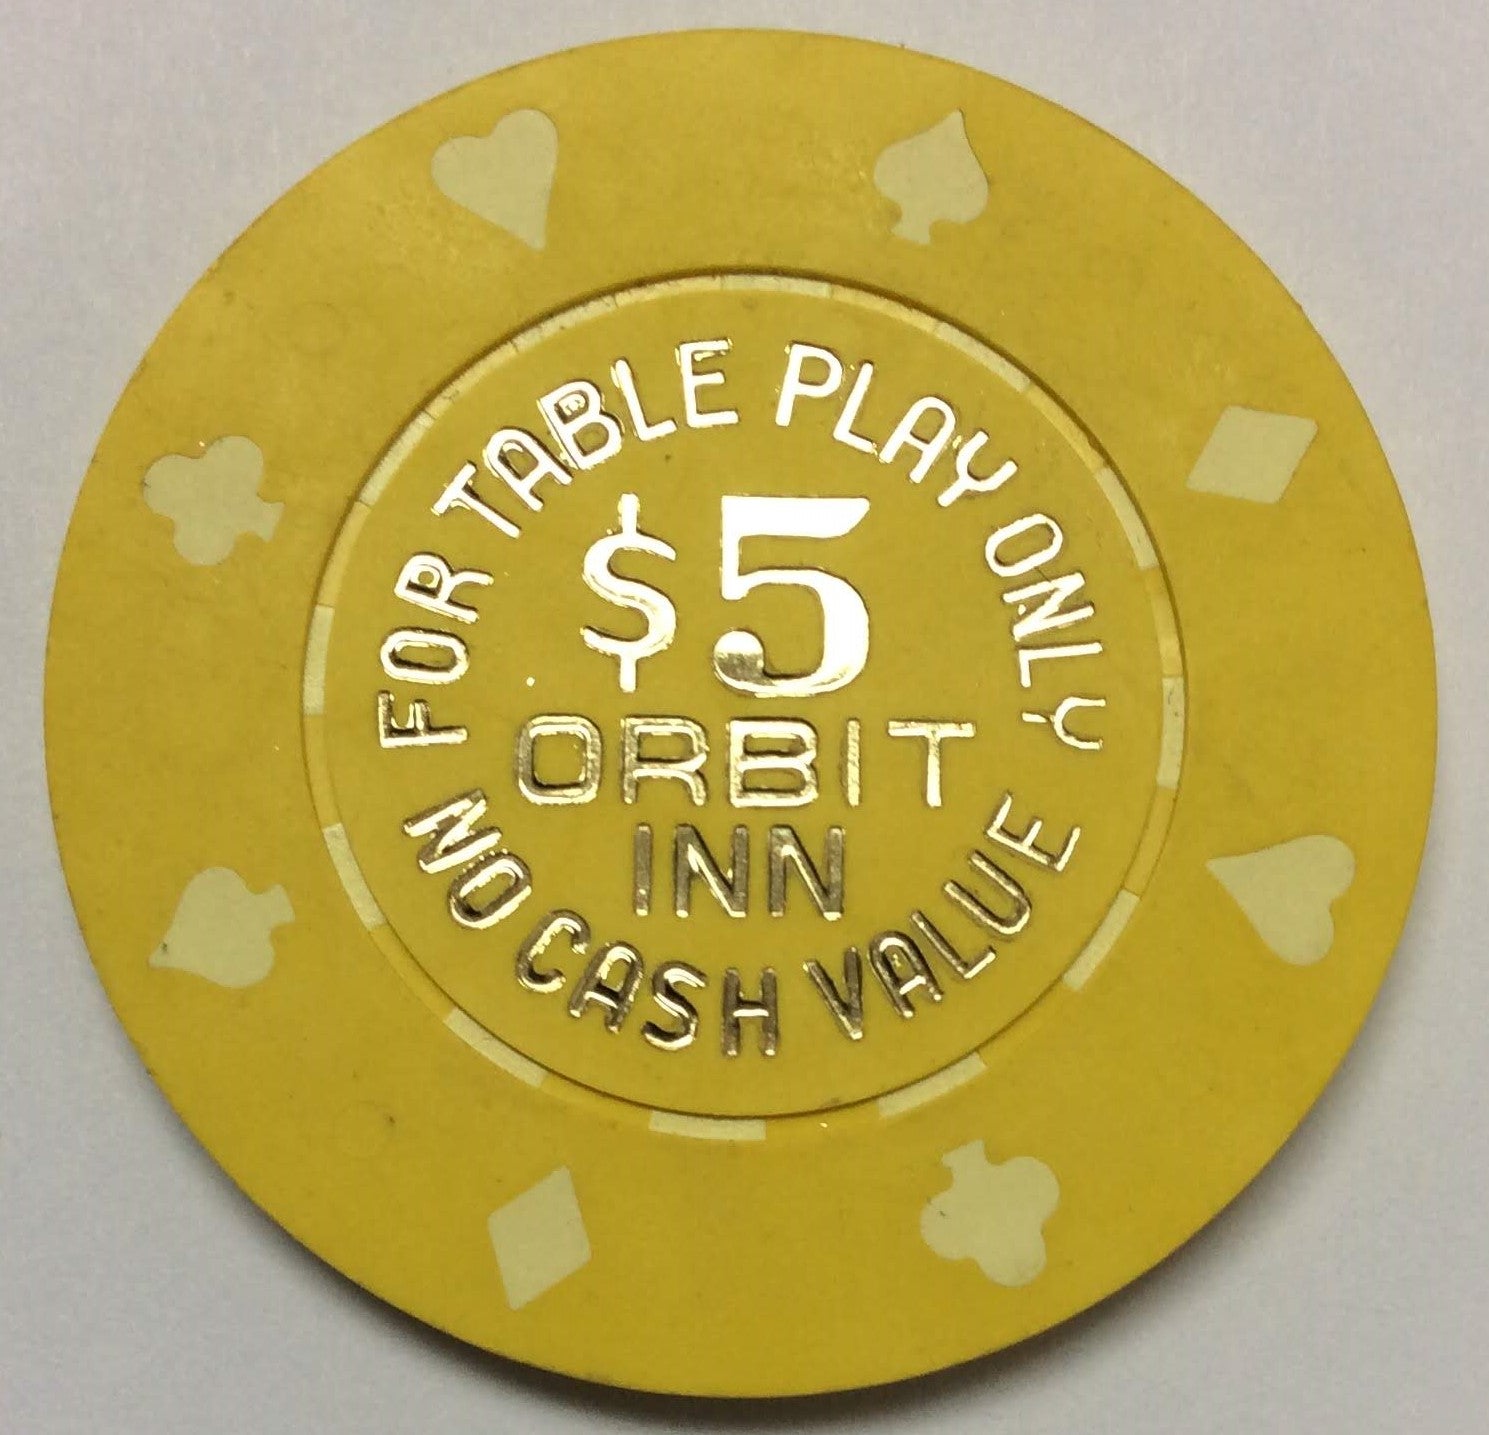 FOR TABLE PLAY ONLY
$5
ORBIT
INN
NO CASH VALUE